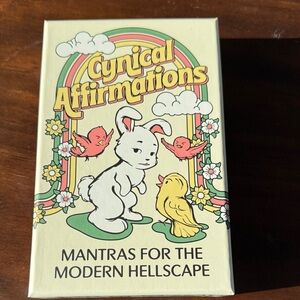 Cynical
Affirmations
MANTRAS FOR THE
MODERN HELLSCAPE